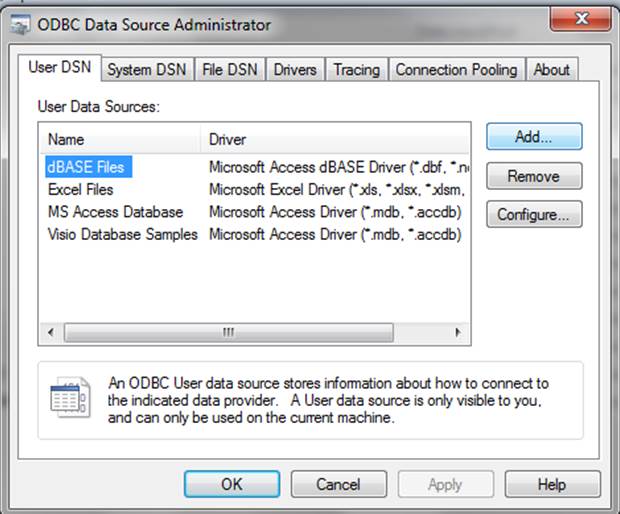 ODBC Data Source Administrator
User DSN System DSN File DSN Drivers Tracing Connection Pooling About
User Data Sources:
Name Driver
dBASE Files Microsoft Access dBASE Driver (*.dbf, *.n
Excel Files Microsoft Excel Driver (*.xls, *.xlsx, *.xlsm,
MS Access Database Microsoft Access Driver (*.mdb, *.accdb)
Visio Database Samples Microsoft Access Driver (*.mdb, *.accdb)
Add...
Remove
Configure...
An ODBC User data source stores information about how to connect to
the indicated data provider. A User data source is only visible to you,
and can only be used on the current machine.
OK Cancel Apply Help